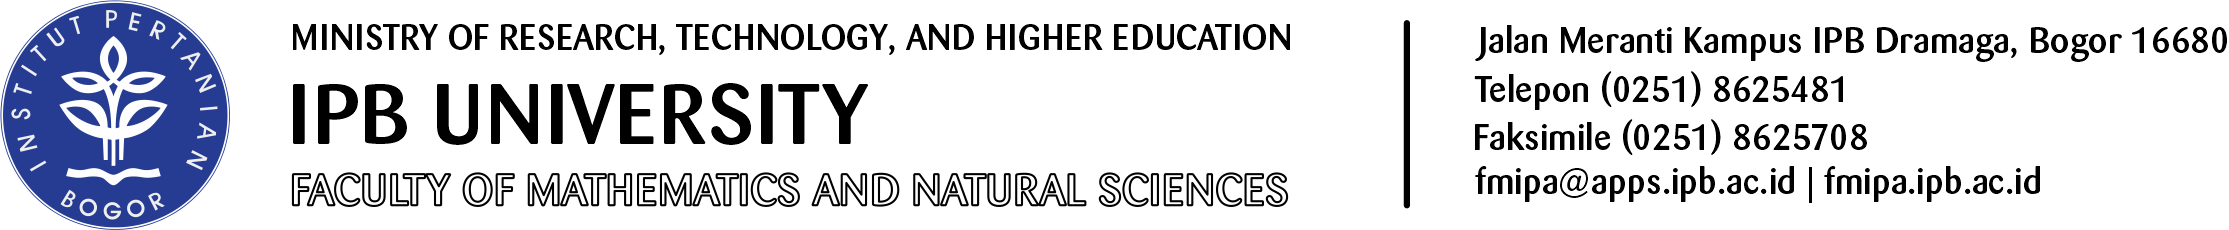 INSTITUT PERTANIAN
BOGOR
MINISTRY OF RESEARCH, TECHNOLOGY, AND HIGHER EDUCATION
IPB UNIVERSITY
FACULTY OF MATHEMATICS AND NATURAL SCIENCES
Jalan Meranti Kampus IPB Dramaga, Bogor 16680
Telepon (0251) 8625481
Faksimile (0251) 8625708
fmipa@apps.ipb.ac.id | fmipa.ipb.ac.id